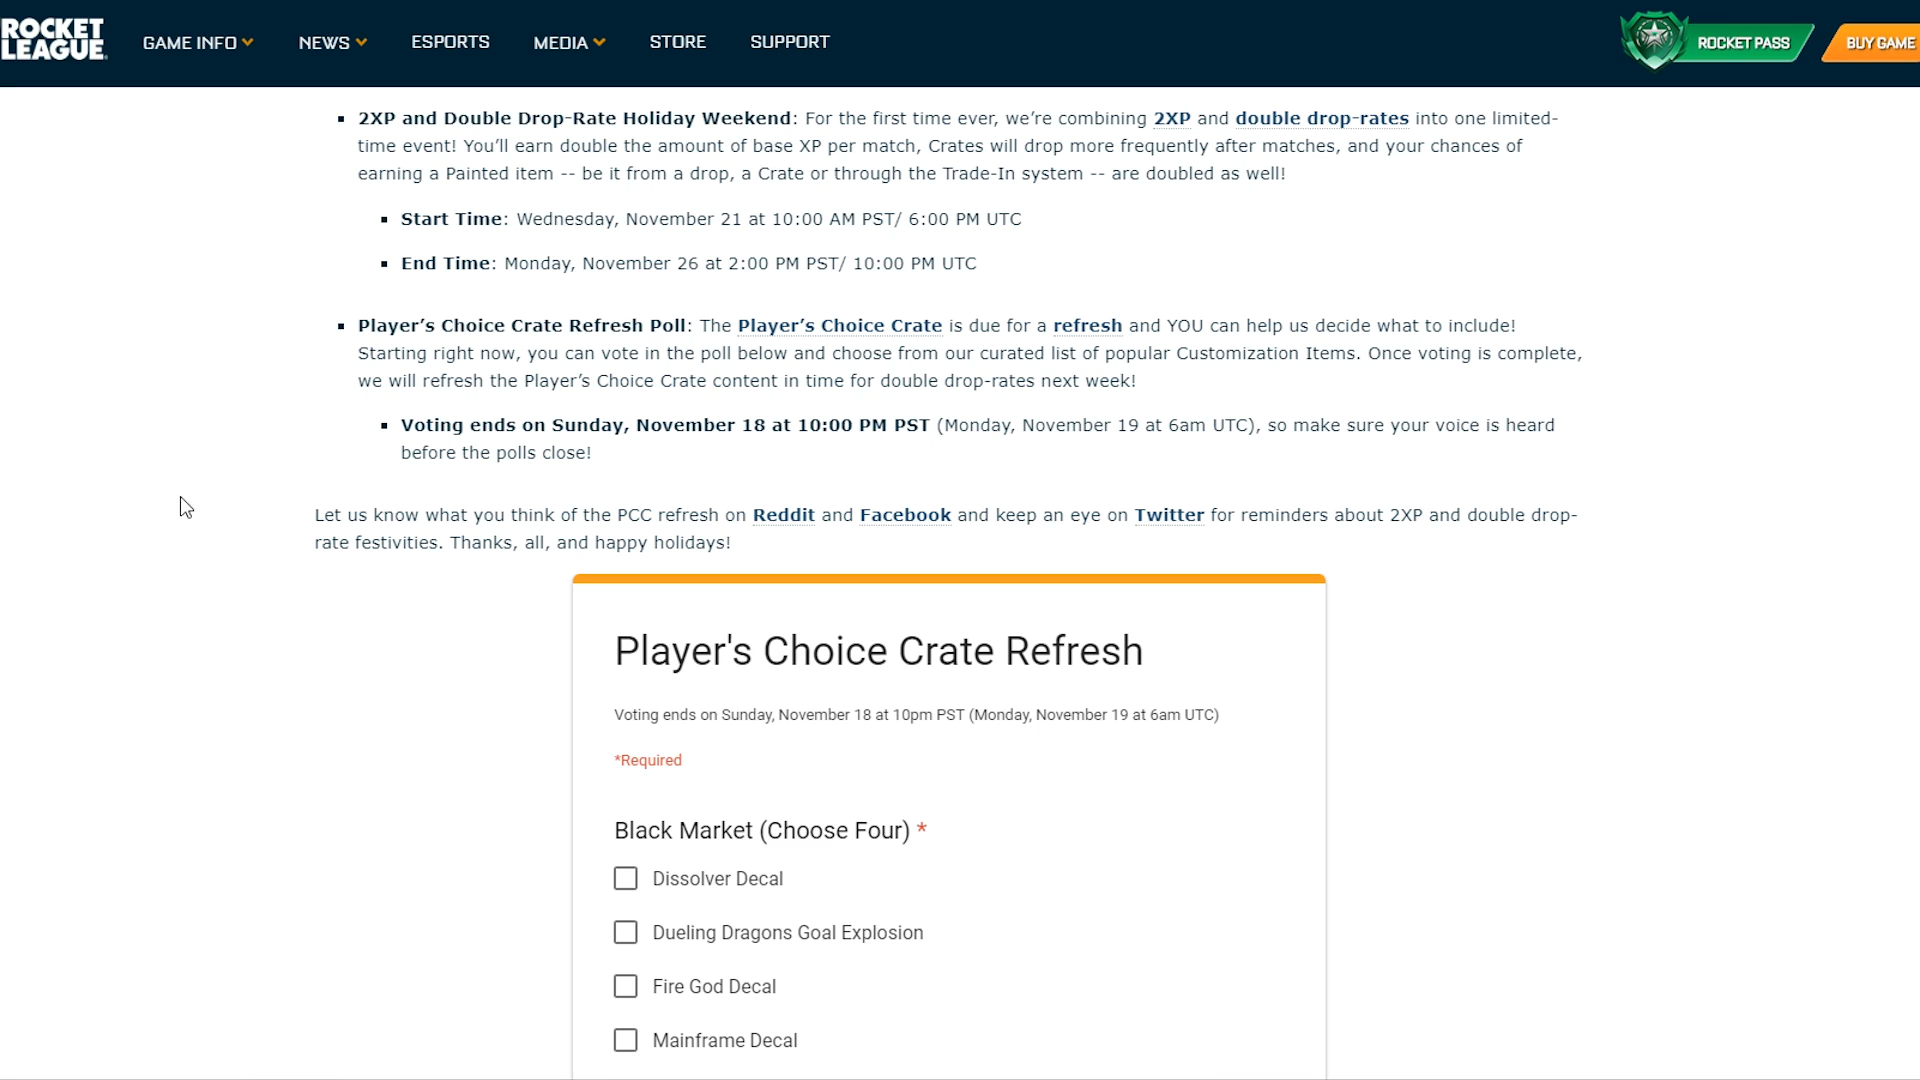 ROCKET
LEAGUE
GAME INFO NEWS ESPORTS MEDIA STORE SUPPORT ROCKET PASS BUY GAME
2XP and Double Drop-Rate Holiday Weekend: For the first time ever, we’re combining 2XP and double drop-rates into one limited-
time event! You’ll earn double the amount of base XP per match, Crates will drop more frequently after matches, and your chances of
earning a Painted item -- be it from a drop, a Crate or through the Trade-In system -- are doubled as well!
Start Time: Wednesday, November 21 at 10:00 AM PST/ 6:00 PM UTC
End Time: Monday, November 26 at 2:00 PM PST/ 10:00 PM UTC
Player’s Choice Crate Refresh Poll: The Player’s Choice Crate is due for a refresh and YOU can help us decide what to include!
Starting right now, you can vote in the poll below and choose from our curated list of popular Customization Items. Once voting is complete,
we will refresh the Player’s Choice Crate content in time for double drop-rates next week!
Voting ends on Sunday, November 18 at 10:00 PM PST (Monday, November 19 at 6am UTC), so make sure your voice is heard
before the polls close!
Let us know what you think of the PCC refresh on Reddit and Facebook and keep an eye on Twitter for reminders about 2XP and double drop-
rate festivities. Thanks, all, and happy holidays!
Player's Choice Crate Refresh
Voting ends on Sunday, November 18 at 10pm PST (Monday, November 19 at 6am UTC)
*Required
Black Market (Choose Four) *
Dissolver Decal
Dueling Dragons Goal Explosion
Fire God Decal
Mainframe Decal